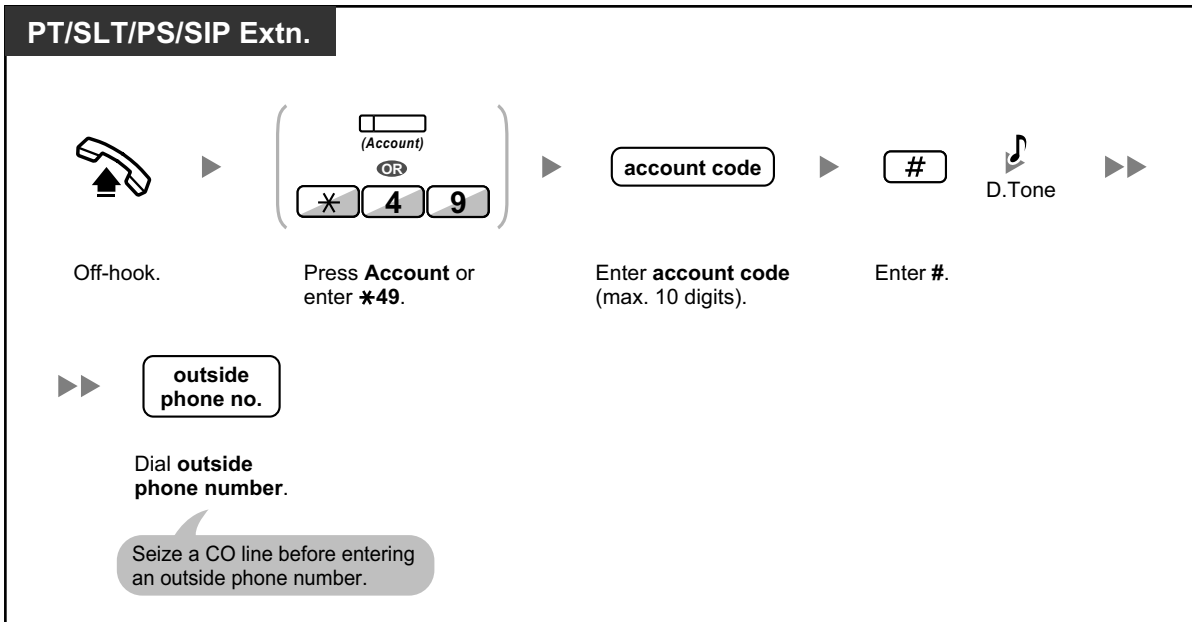 PT/SLT/PS/SIP Extn.
(Account)
OR
* 4 9
account code
#
D.Tone
Off-hook.
Press Account or
enter *49.
Enter account code
(max. 10 digits).
Enter #.
outside
phone no.
Dial outside
phone number.
Seize a CO line before entering
an outside phone number.